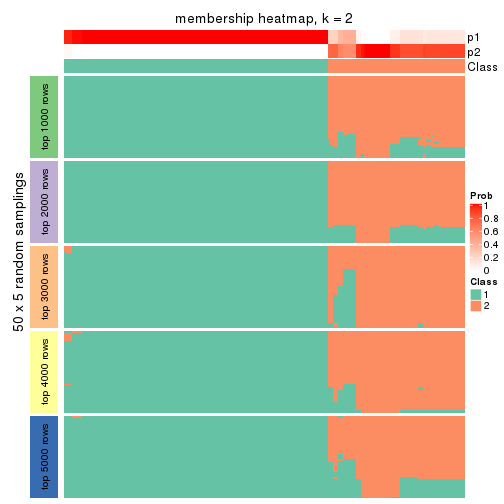 membership heatmap, k = 2
p1
p2
Class
50 x 5 random samplings
top 1000 rows
top 2000 rows
top 3000 rows
top 4000 rows
top 5000 rows
Prob
1
0.8
0.6
0.4
0.2
0
Class
1
2